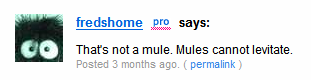 fredshome pro says:
That's not a mule. Mules cannot levitate.
Posted 3 months ago. ( permalink )